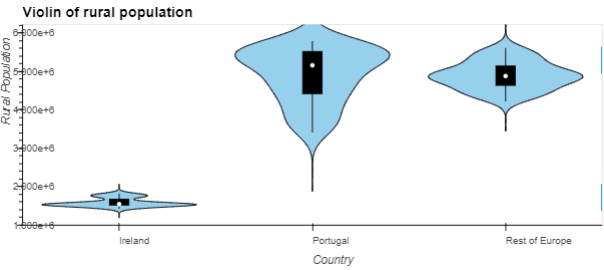 Violin of rural population
6.000e+6
5.000e+6
4.000e+6
3.000e+6
2.000e+6
1.000e+6
Rural Population
Ireland
Portugal
Rest of Europe
Country